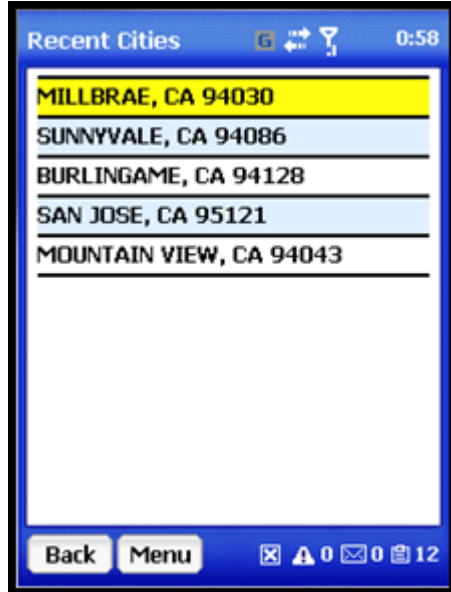 Recent Cities G 0:58
MILLBRAE, CA 94030
SUNNYVALE, CA 94086
BURLINGAME, CA 94128
SAN JOSE, CA 95121
MOUNTAIN VIEW, CA 94043
Back Menu 0 0 12